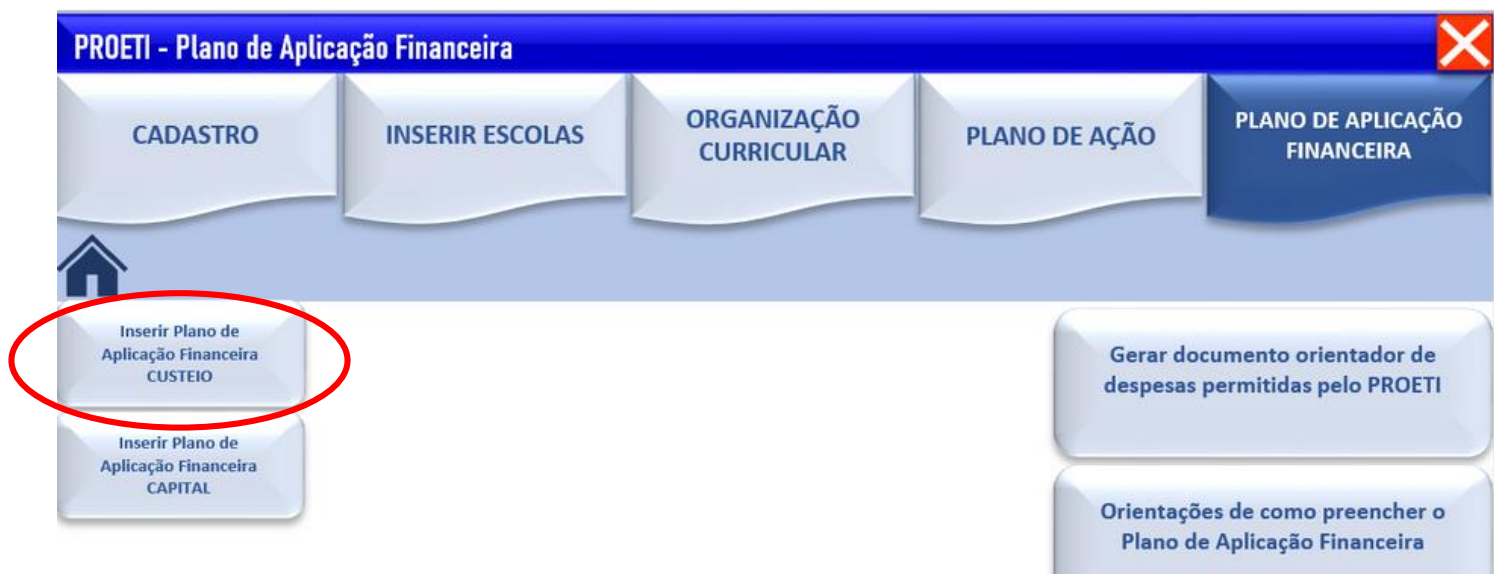 PROETI - Plano de Aplicação Financeira
CADASTRO
INSERIR ESCOLAS
ORGANIZAÇÃO
CURRICULAR
PLANO DE AÇÃO
PLANO DE APLICAÇÃO
FINANCEIRA
Inserir Plano de
Aplicação Financeira
CUSTEIO
Inserir Plano de
Aplicação Financeira
CAPITAL
Gerar documento orientador de
despesas permitidas pelo PROETI
Orientações de como preencher o
Plano de Aplicação Financeira